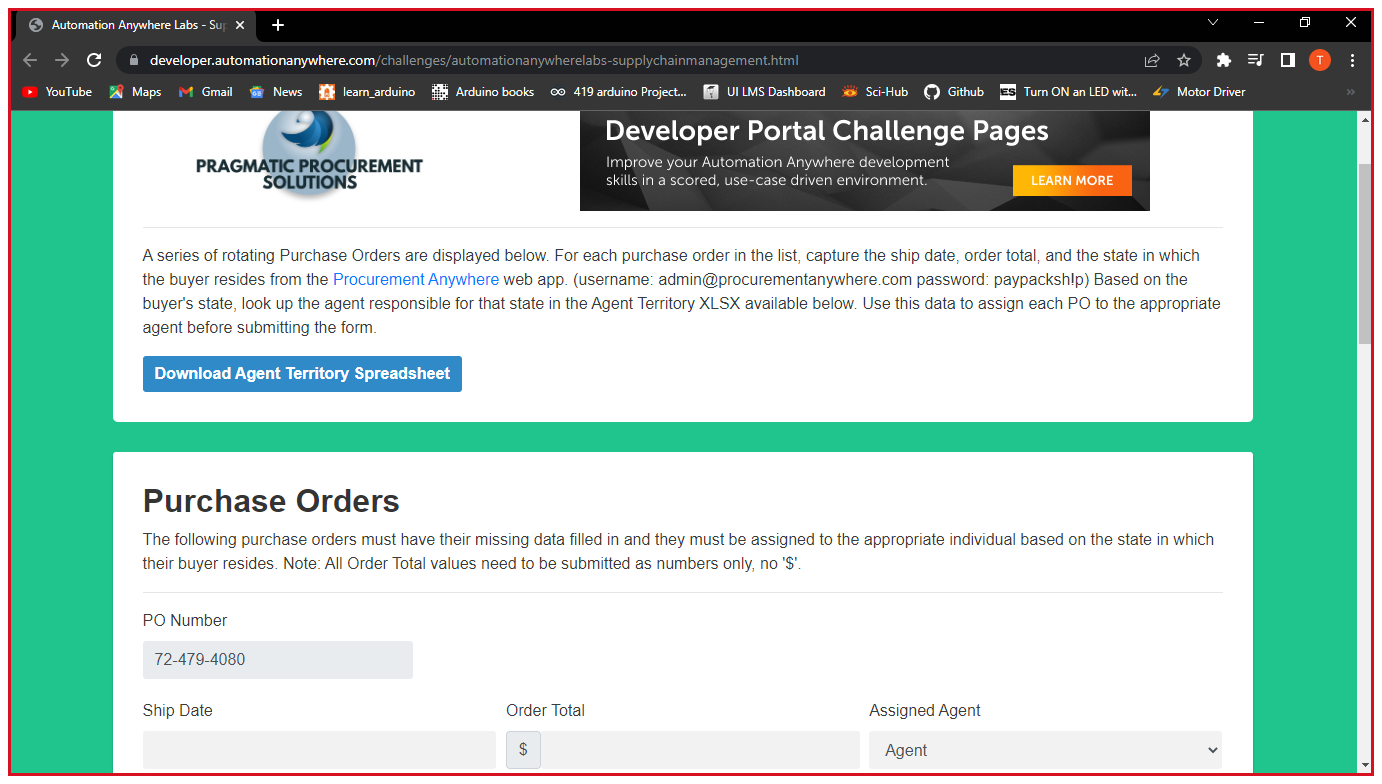 Automation Anywhere Labs - Sup
developer.automationanywhere.com/challenges/automationanywherelabs-supplychainmanagement.html
T
YouTube Maps Gmail News learn_arduino Arduino books 419 arduino Project... UI LMS Dashboard Sci-Hub Github Turn ON an LED wit... Motor Driver
PRAGMATIC PROCUREMENT
SOLUTIONS
Developer Portal Challenge Pages
Improve your Automation Anywhere development
skills in a scored, use-case driven environment.
LEARN MORE
A series of rotating Purchase Orders are displayed below. For each purchase order in the list, capture the ship date, order total, and the state in which
the buyer resides from the Procurement Anywhere web app. (username: admin@procurementanywhere.com password: paypacksh!p) Based on the
buyer's state, look up the agent responsible for that state in the Agent Territory XLSX available below. Use this data to assign each PO to the appropriate
agent before submitting the form.
Download Agent Territory Spreadsheet
Purchase Orders
The following purchase orders must have their missing data filled in and they must be assigned to the appropriate individual based on the state in which
their buyer resides. Note: All Order Total values need to be submitted as numbers only, no '$'.
PO Number
72-479-4080
Ship Date Order Total Assigned Agent
$ Agent